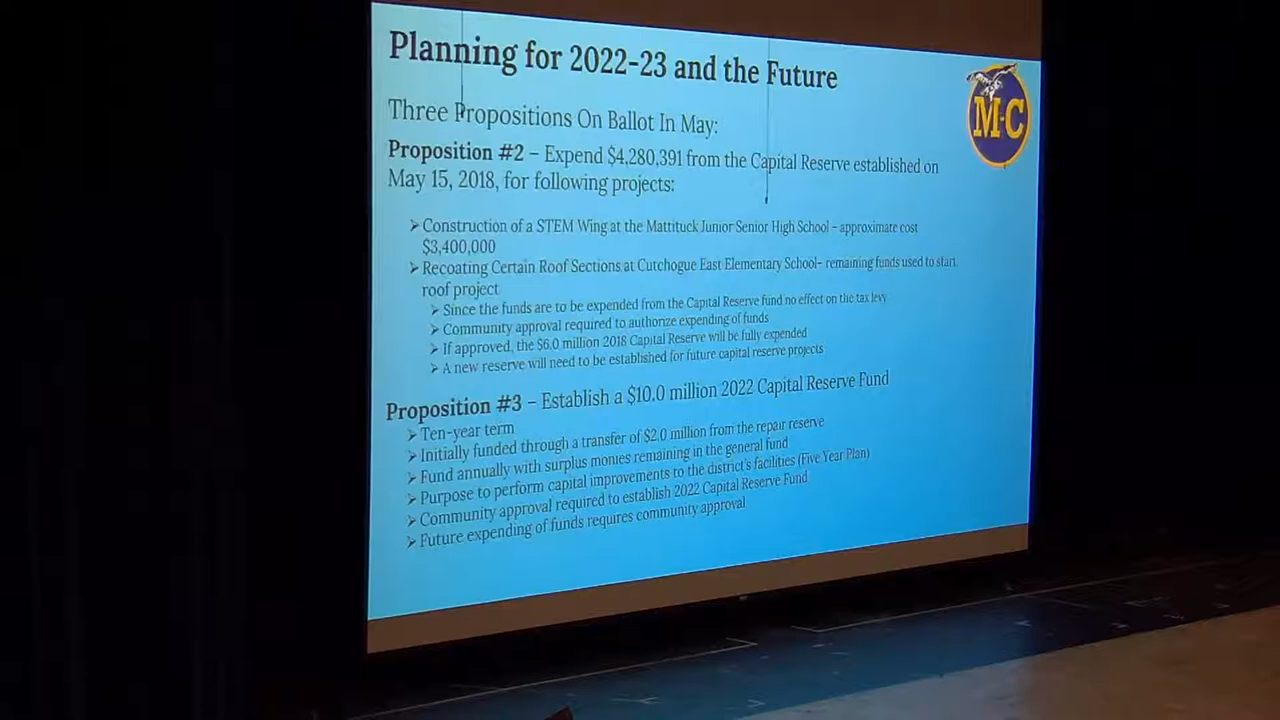 Planning for 2022-23 and the Future
M-C
Three Propositions On Ballot In May:
Proposition #2 – Expend $4,280,391 from the Capital Reserve established on
May 15, 2018, for following projects:
➢ Construction of a STEM Wing at the Mattituck Junior Senior High School – approximate cost
$3,400,000
➢ Recoating Certain Roof Sections at Cutchogue East Elementary School– remaining funds used to start
roof project
➢ Since the funds are to be expended from the Capital Reserve fund no effect on the tax levy
➢ Community approval required to authorize expending of funds
➢ If approved, the $6.0 million 2018 Capital Reserve will be fully expended
➢ A new reserve will need to be established for future capital reserve projects
Proposition #3 – Establish a $10.0 million 2022 Capital Reserve Fund
➢ Ten-year term
➢ Initially funded through a transfer of $2.0 million from the repair reserve
➢ Fund annually with surplus monies remaining in the general fund
➢ Purpose to perform capital improvements to the district's facilities (Five Year Plan)
➢ Community approval required to establish 2022 Capital Reserve Fund
➢ Future expending of funds requires community approval